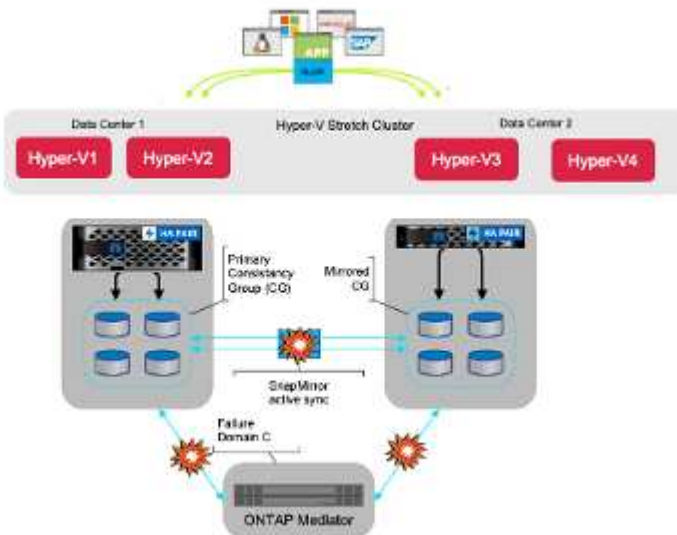 SAP
APP
Data Center 1
Hyper-V Stretch Cluster
Data Center 2
Hyper-V1
Hyper-V2
Hyper-V3
Hyper-V4
HA PAIR
HA PAIR
Primary
Consistency
Group (CG)
Mirrored
CG
SnapMirror
active sync
Failure
Domain C
ONTAP Mediator